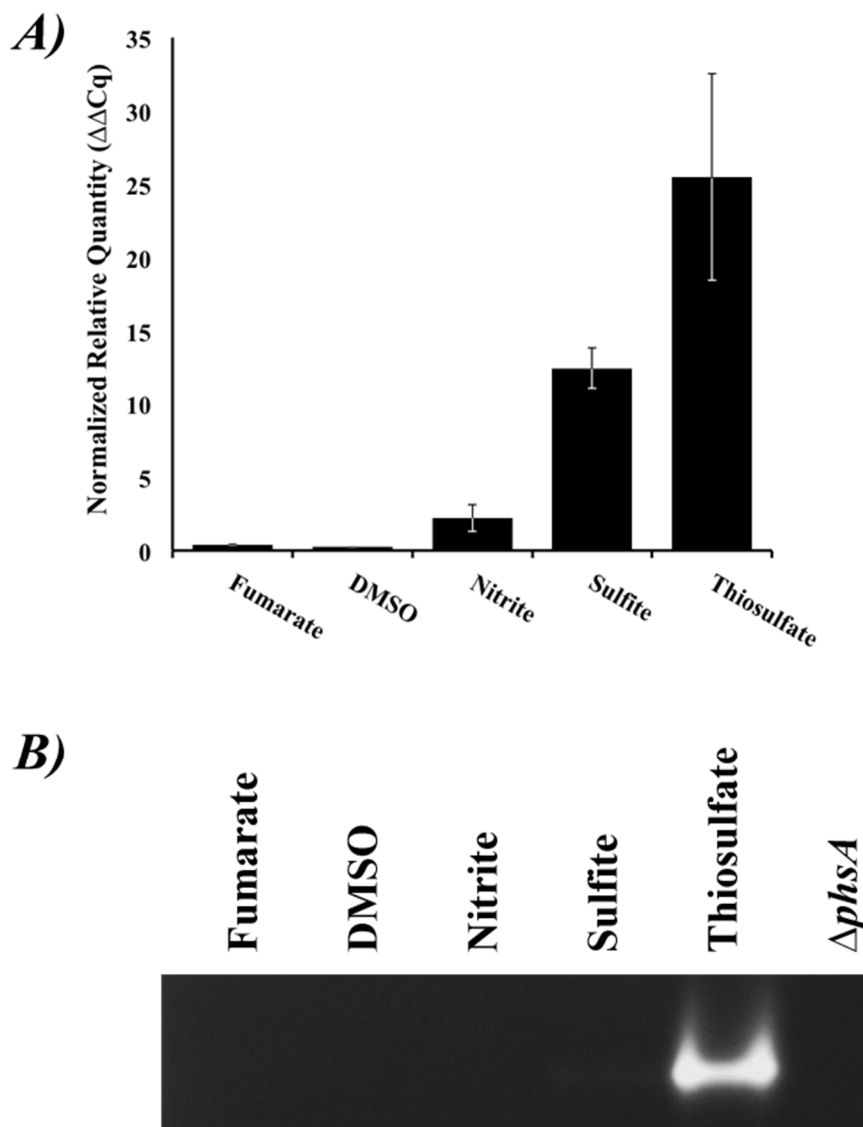 A)
Normalized Relative Quantity (ΔΔCq)
35
30
25
20
15
10
5
0
Fumarate
DMSO
Nitrite
Sulfite
Thiosulfate
B)
Fumarate
DMSO
Nitrite
Sulfite
Thiosulfate
ΔphsA